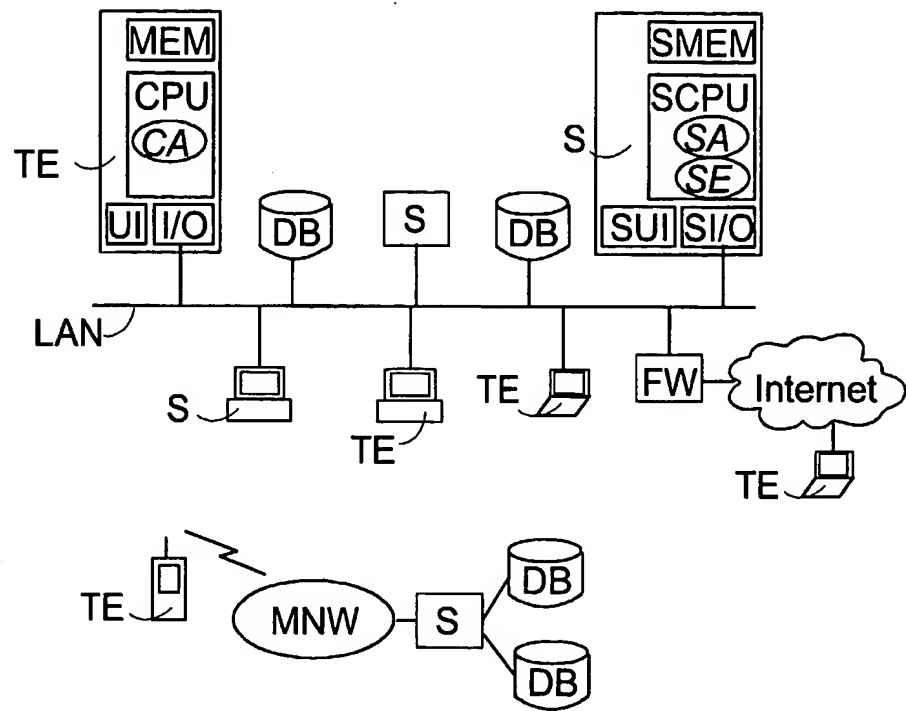 MEM
CPU
CA
TE
UI I/O
SMEM
SCPU
SA
SE
S
SUI SI/O
DB
S
DB
LAN
S
TE
TE
FW
Internet
TE
TE
MNW
S
DB
DB